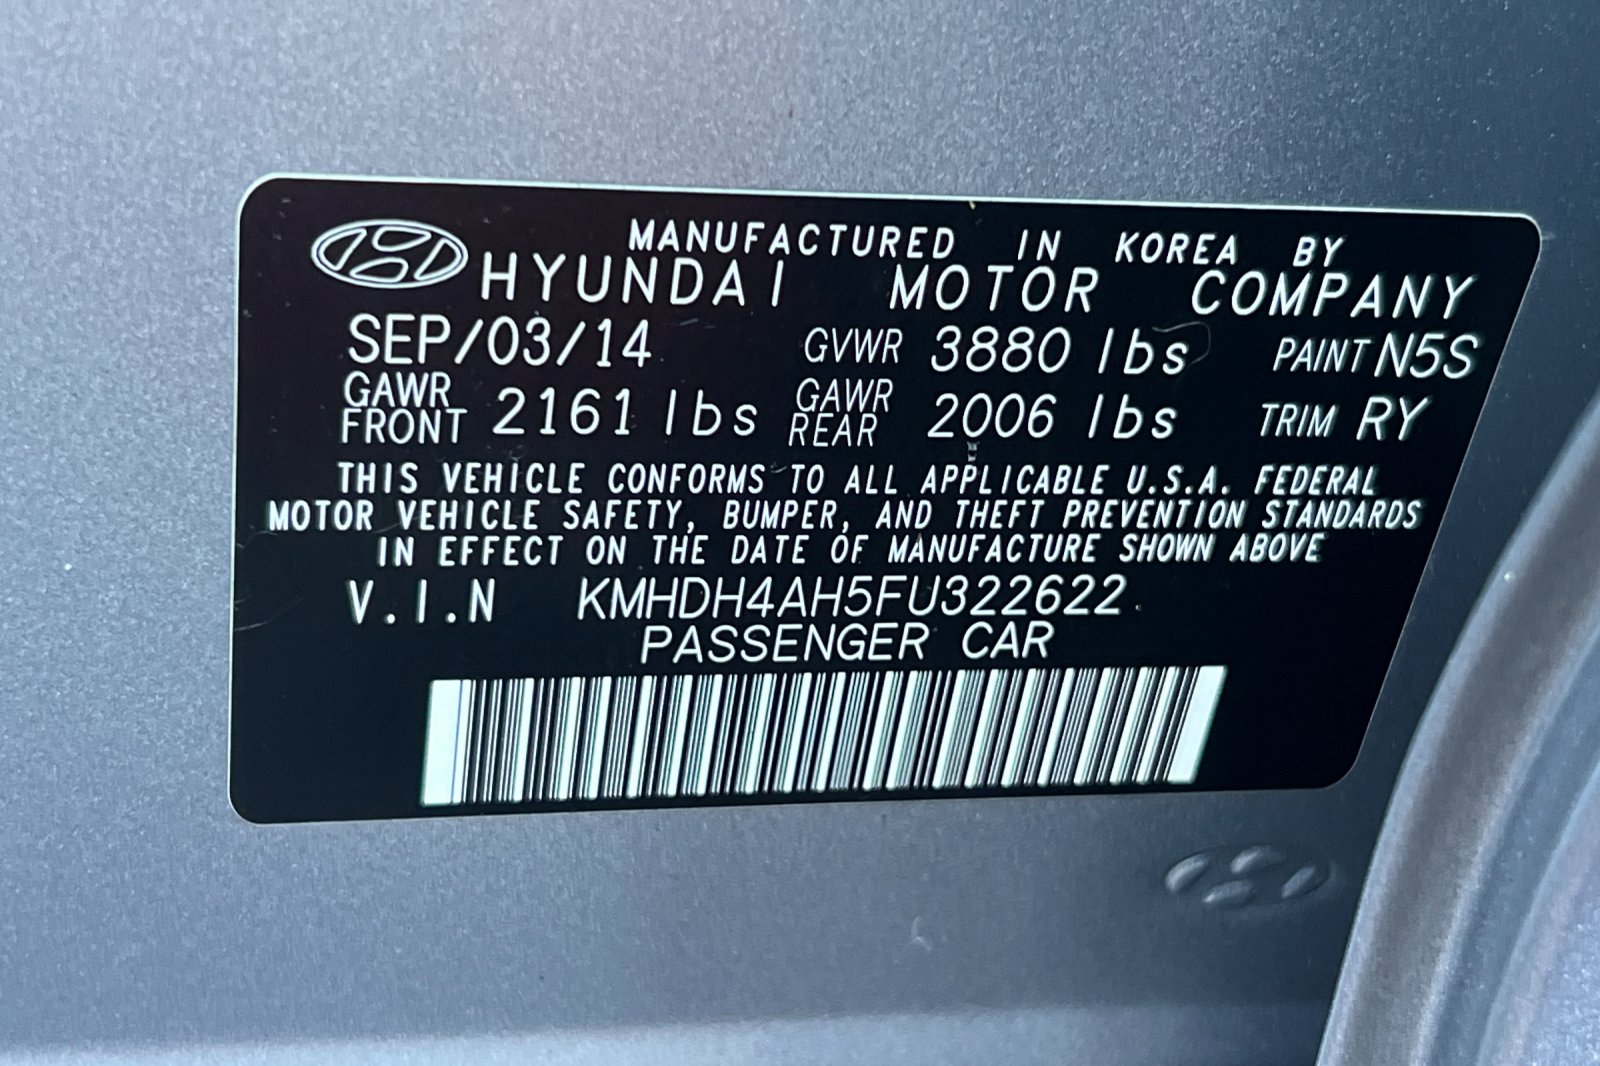 MANUFACTURED IN KOREA BY
HYUNDAI MOTOR COMPANY
SEP/03/14 GVWR 3880 lbs PAINT N5S
GAWR FRONT 2161 lbs GAWR REAR 2006 lbs TRIM RY
THIS VEHICLE CONFORMS TO ALL APPLICABLE U.S.A. FEDERAL
MOTOR VEHICLE SAFETY, BUMPER, AND THEFT PREVENTION STANDARDS
IN EFFECT ON THE DATE OF MANUFACTURE SHOWN ABOVE
V.I.N KMHDH4AH5FU322622
PASSENGER CAR